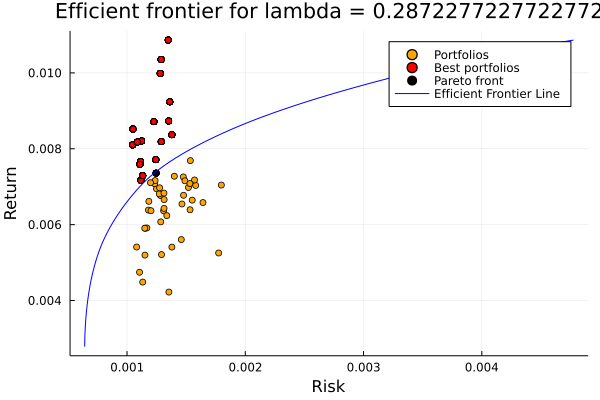 Efficient frontier for lambda = 0.2872277227722772
0.010
0.008
0.006
0.004
Return
Portfolios
Best portfolios
Pareto front
Efficient Frontier Line
0.001
0.002
0.003
0.004
Risk